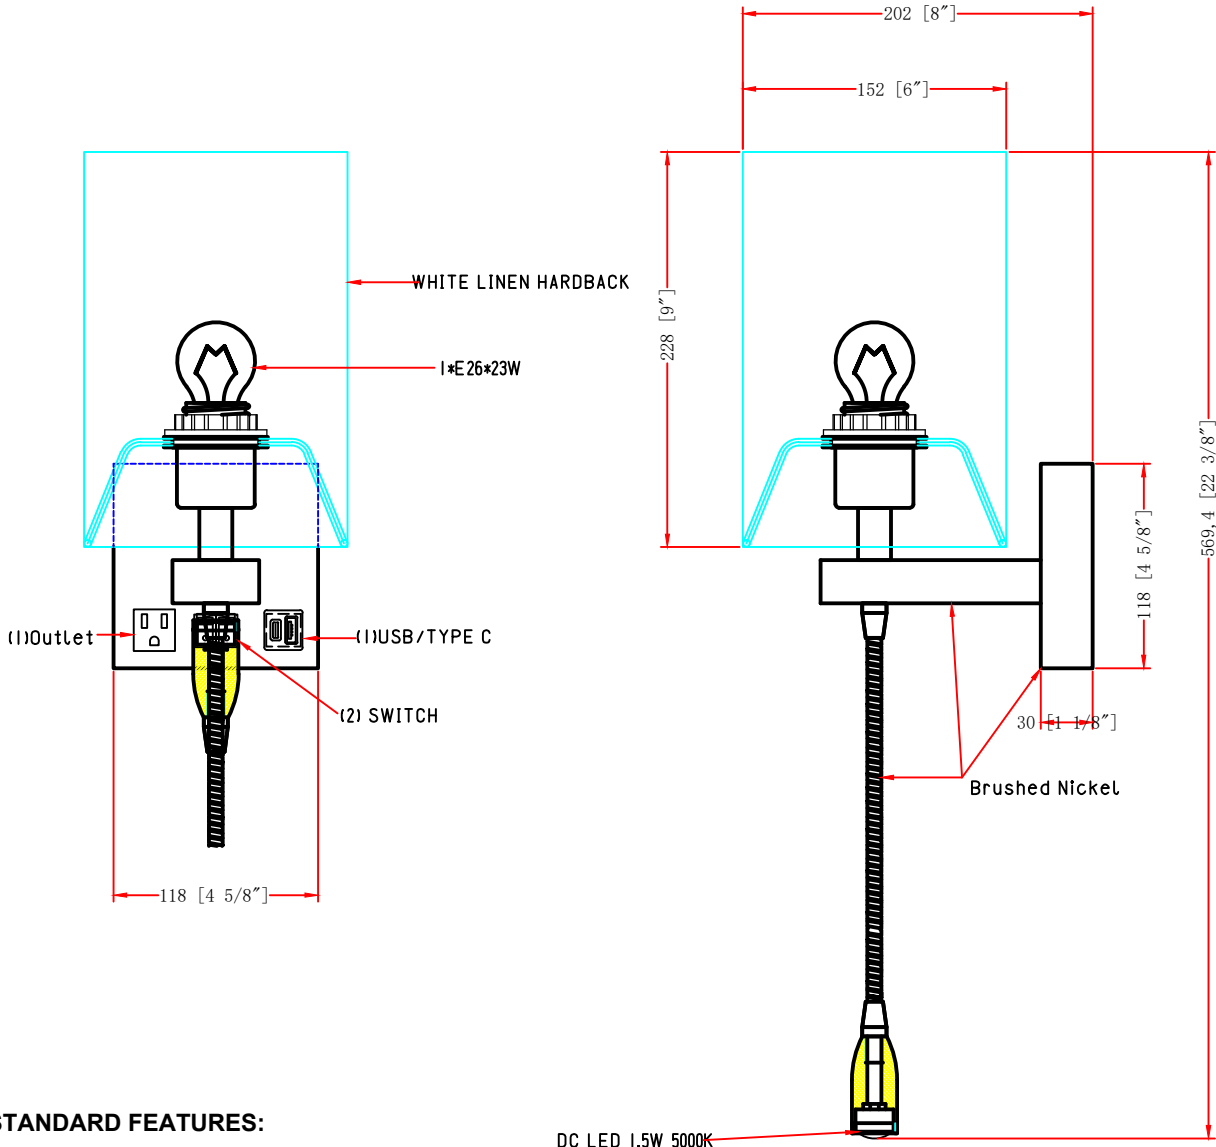 202 [8"]
152 [6"]
WHITE LINEN HARDBACK
228 [9"]
1*E26*23W
569,4 [22 3/8"]
118 [4 5/8"]
(1)Outlet
(1)USB/TYPE C
(2) SWITCH
30 [1 1/8"]
Brushed Nickel
118 [4 5/8"]
STANDARD FEATURES:
DC LED 1.5W 5000K